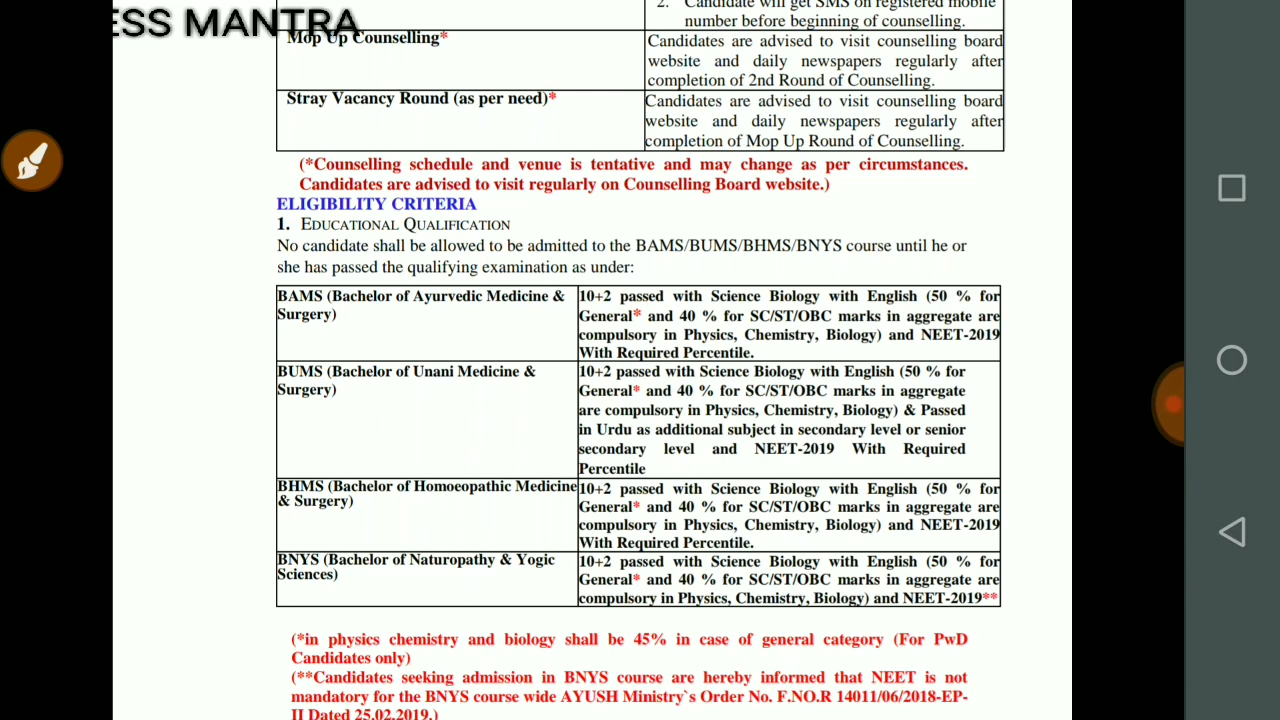 ESS MANTRA
2. Candidate will get SMS on registered mobile
number before beginning of counselling.
Mop Up Counselling*
Candidates are advised to visit counselling board
website and daily newspapers regularly after
completion of 2nd Round of Counselling.
Stray Vacancy Round (as per need)*
Candidates are advised to visit counselling board
website and daily newspapers regularly after
completion of Mop Up Round of Counselling.
(*Counselling schedule and venue is tentative and may change as per circumstances.
Candidates are advised to visit regularly on Counselling Board website.)
ELIGIBILITY CRITERIA
1. EDUCATIONAL QUALIFICATION
No candidate shall be allowed to be admitted to the BAMS/BUMS/BHMS/BNYS course until he or
she has passed the qualifying examination as under:
BAMS (Bachelor of Ayurvedic Medicine &
Surgery)
10+2 passed with Science Biology with English (50 % for
General* and 40 % for SC/ST/OBC marks in aggregate are
compulsory in Physics, Chemistry, Biology) and NEET-2019
With Required Percentile.
BUMS (Bachelor of Unani Medicine &
Surgery)
10+2 passed with Science Biology with English (50 % for
General* and 40 % for SC/ST/OBC marks in aggregate
are compulsory in Physics, Chemistry, Biology) & Passed
in Urdu as additional subject in secondary level or senior
secondary level and NEET-2019 With Required
Percentile
BHMS (Bachelor of Homoeopathic Medicine
& Surgery)
10+2 passed with Science Biology with English (50 % for
General* and 40 % for SC/ST/OBC marks in aggregate are
compulsory in Physics, Chemistry, Biology) and NEET-2019
With Required Percentile.
BNYS (Bachelor of Naturopathy & Yogic
Sciences)
10+2 passed with Science Biology with English (50 % for
General* and 40 % for SC/ST/OBC marks in aggregate are
compulsory in Physics, Chemistry, Biology) and NEET-2019**
(*in physics chemistry and biology shall be 45% in case of general category (For PwD
Candidates only)
(**Candidates seeking admission in BNYS course are hereby informed that NEET is not
mandatory for the BNYS course wide AYUSH Ministry`s Order No. F.NO.R 14011/06/2018-EP-
II Dated 25.02.2019.)